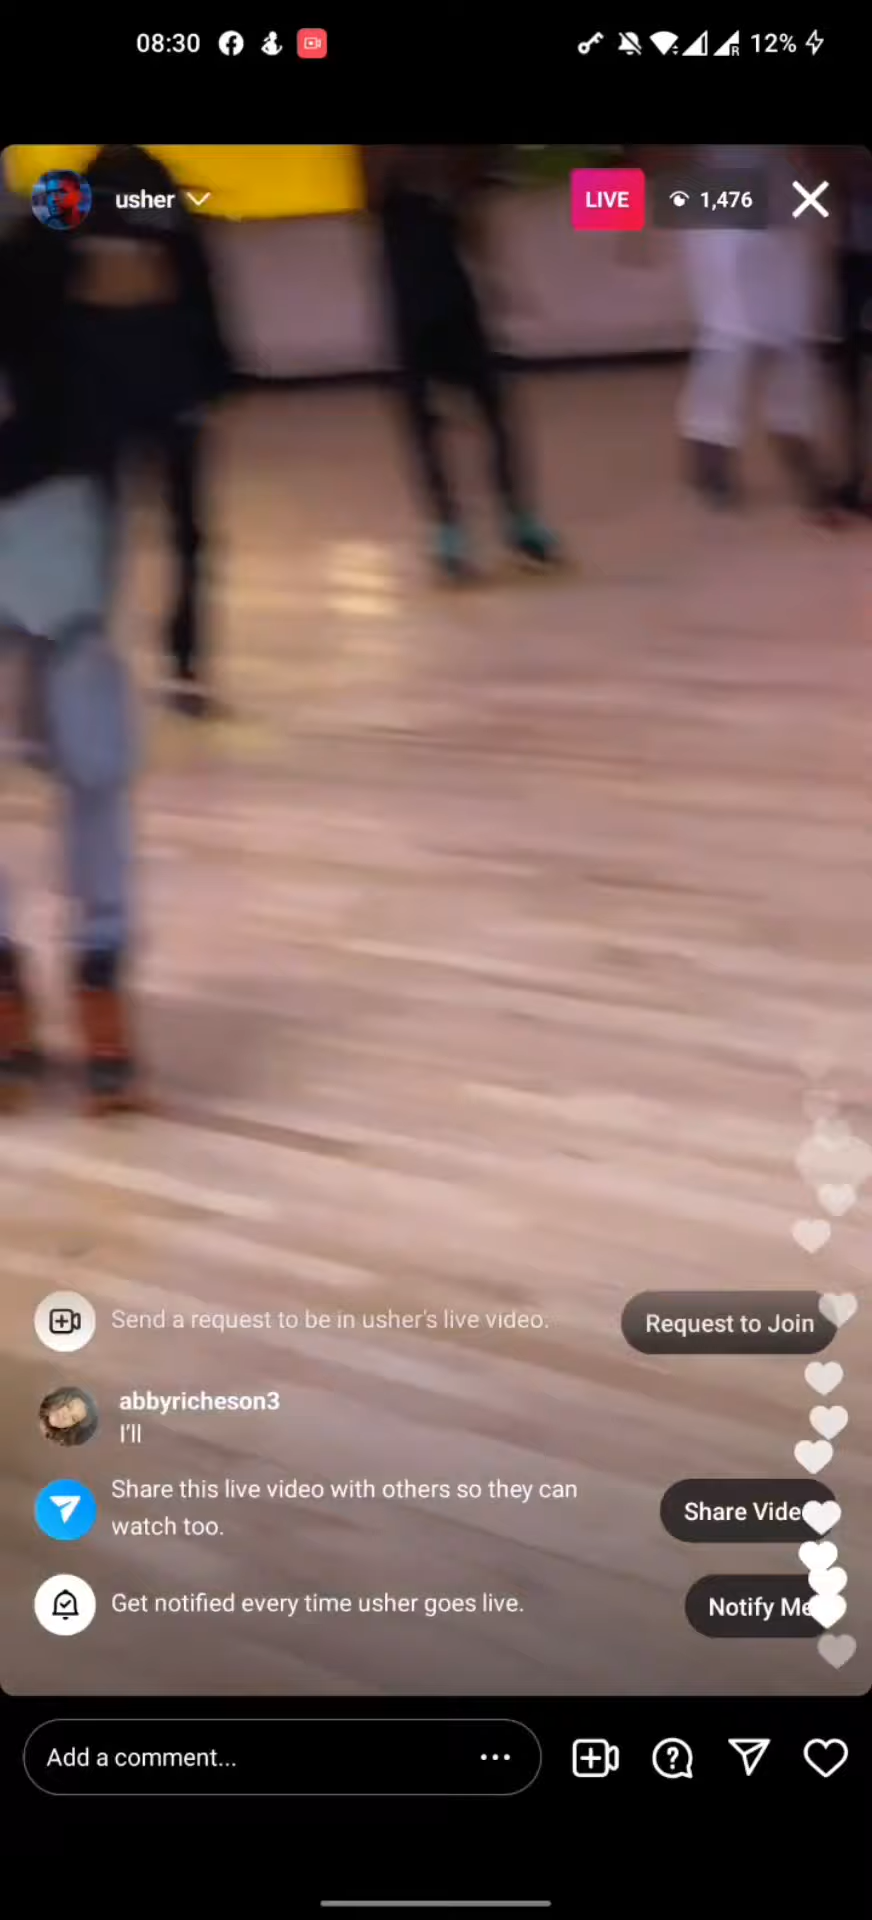 08:30
R
12%
usher
LIVE
1,476
Send a request to be in usher's live video.
Request to Join
abbyricheson3
I'll
Share this live video with others so they can
watch too.
Share Vide
Get notified every time usher goes live.
Notify Me
Add a comment...